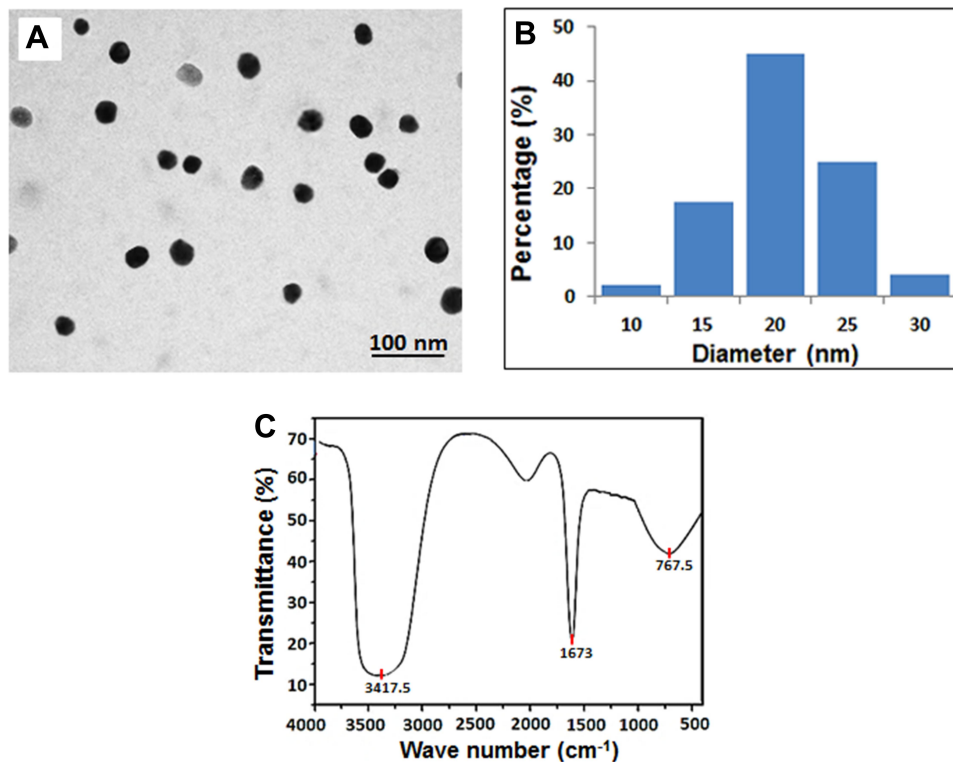 A
100 nm
B
Percentage (%)
50
40
30
20
10
0
10 15 20 25 30
Diameter (nm)
C
Transmittance (%)
70
60
50
40
30
20
10
3417.5
1673
767.5
4000 3500 3000 2500 2000 1500 1000 500
Wave number (cm⁻¹)